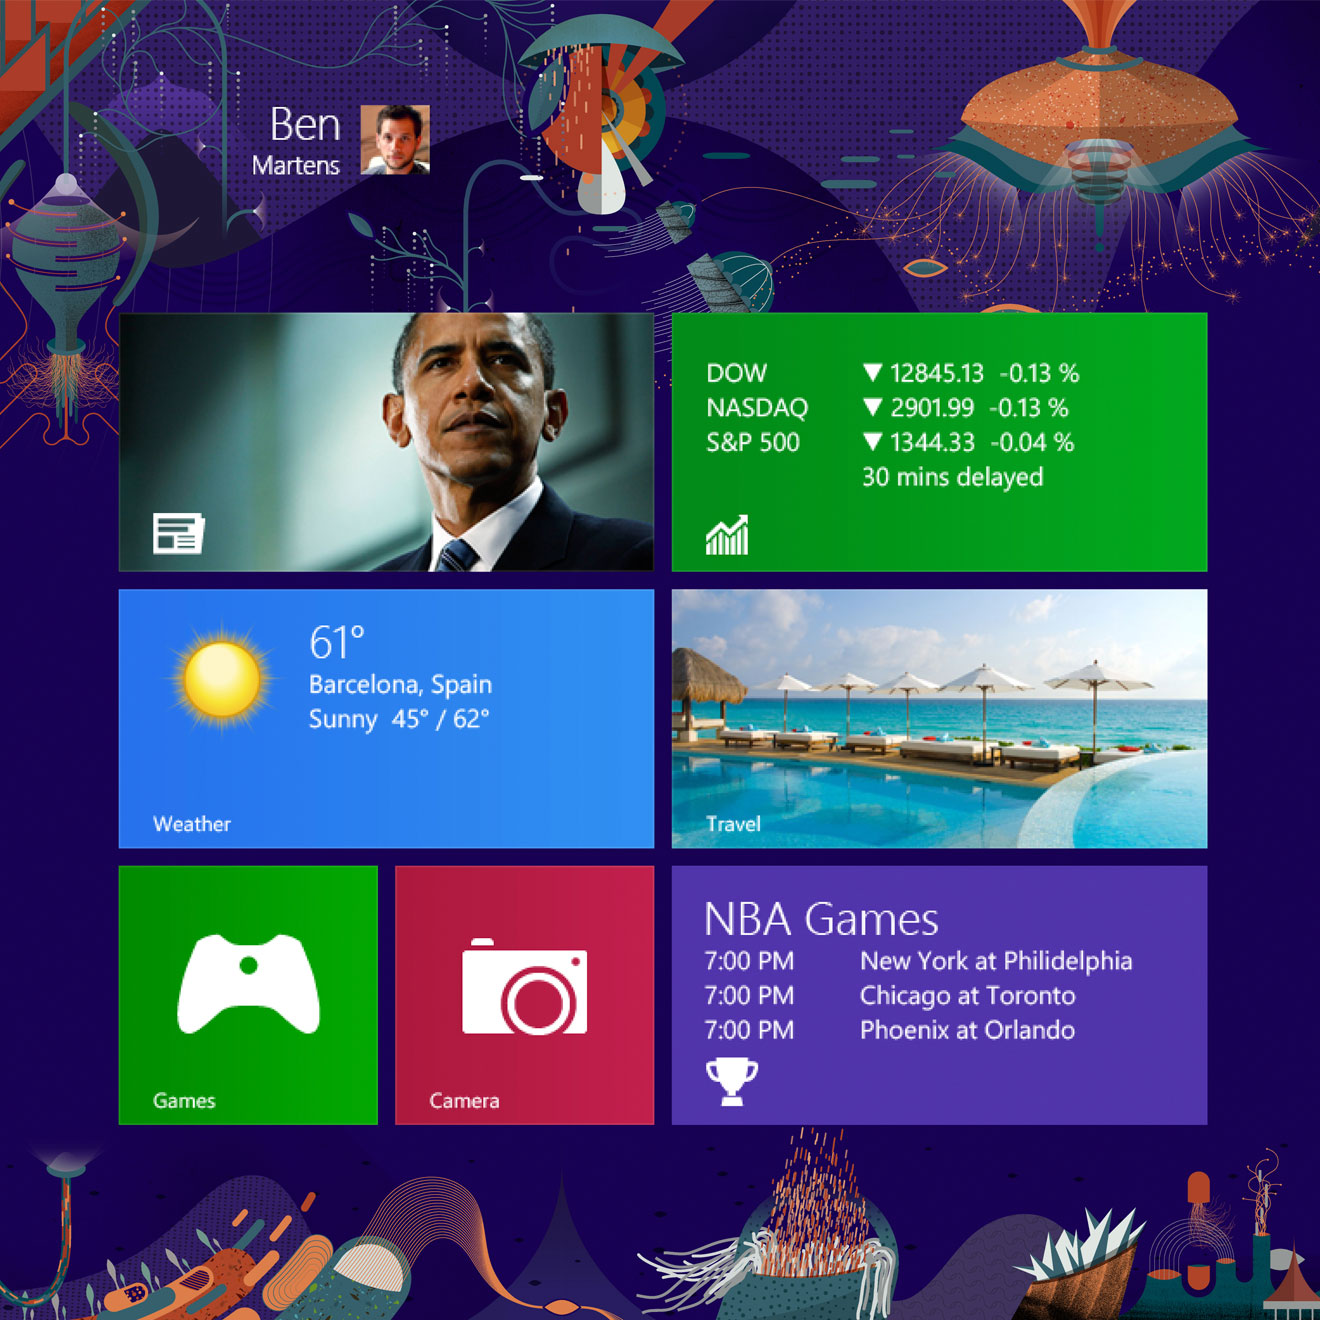 Ben
Martens
DOW ▼ 12845.13 -0.13 %
NASDAQ ▼ 2901.99 -0.13 %
S&P 500 ▼ 1344.33 -0.04 %
30 mins delayed
61°
Barcelona, Spain
Sunny 45° / 62°
Weather
Travel
Games
Camera
NBA Games
7:00 PM New York at Philidelphia
7:00 PM Chicago at Toronto
7:00 PM Phoenix at Orlando